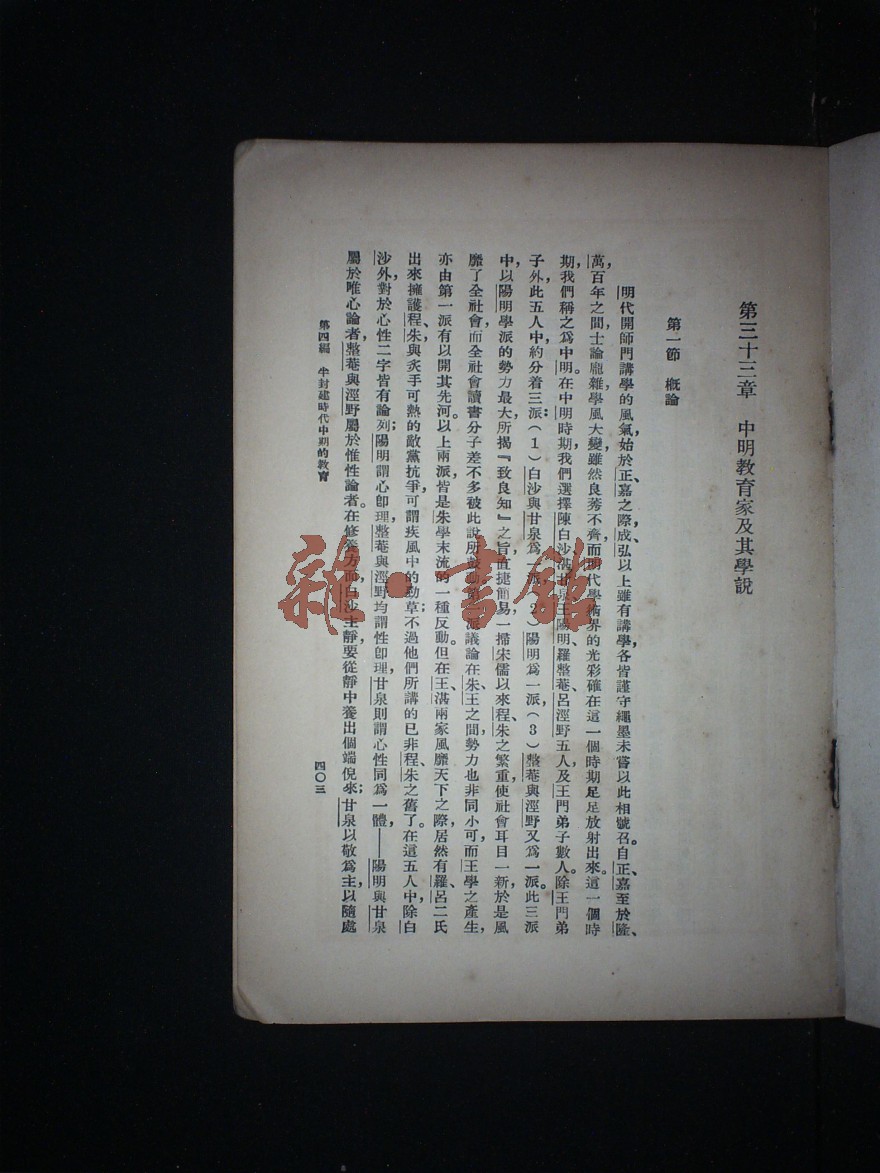 第三十三章　中明教育家及其學說
第一節　概論
明代開師門講學的風氣，始於正、嘉之際，成、弘以上雖有講學，各皆謹守繩墨，未嘗以此相號召。自正、嘉至於隆、
萬，百年之間，士論龐雜，學風大變，雖然良莠不齊，而明代學術界的光彩確在這一個時期足足放射出來。這一個時
期，我們稱之為中明。在中明時期，我們選擇陳白沙、湛甘泉、王陽明、羅整菴、呂涇野五人及王門弟子數人。除王門弟
子外，此五人中約分着三派：（1）白沙與甘泉爲一派；（2）陽明爲一派；（3）整菴與涇野又爲一派。此三派
中，以陽明學派的勢力最大，所揭『致良知』之旨，直捷簡易，一掃宋儒以來，程、朱之繁重，使社會耳目一新，於是風
靡了全社會，而全社會讀書分子差不多被此說所鼓動。第一派議論在朱、王之間，勢力也非同小可，而王學之產生，
亦由第一派有以開其先河。以上兩派，皆是朱學末流的一種反動。但在王、湛兩家風靡天下之際，居然有羅、呂二氏
出來擁護程、朱，與炙手可熱的敵黨抗爭，可謂疾風中的勁草；不過他們所講的已非程、朱之舊了。在這五人中，除白
沙外，對於心性二字皆有論列；陽明謂心卽理，整菴與涇野均謂性卽理，甘泉則謂心性同爲一體，——陽明與甘泉
屬於唯心論者，整菴與涇野屬於惟性論者。在修養方面，白沙主靜，要從靜中養出個端倪來；甘泉以敬爲主，以隨處
第四編　半封建時代中期的教育
四〇三
雜·書館